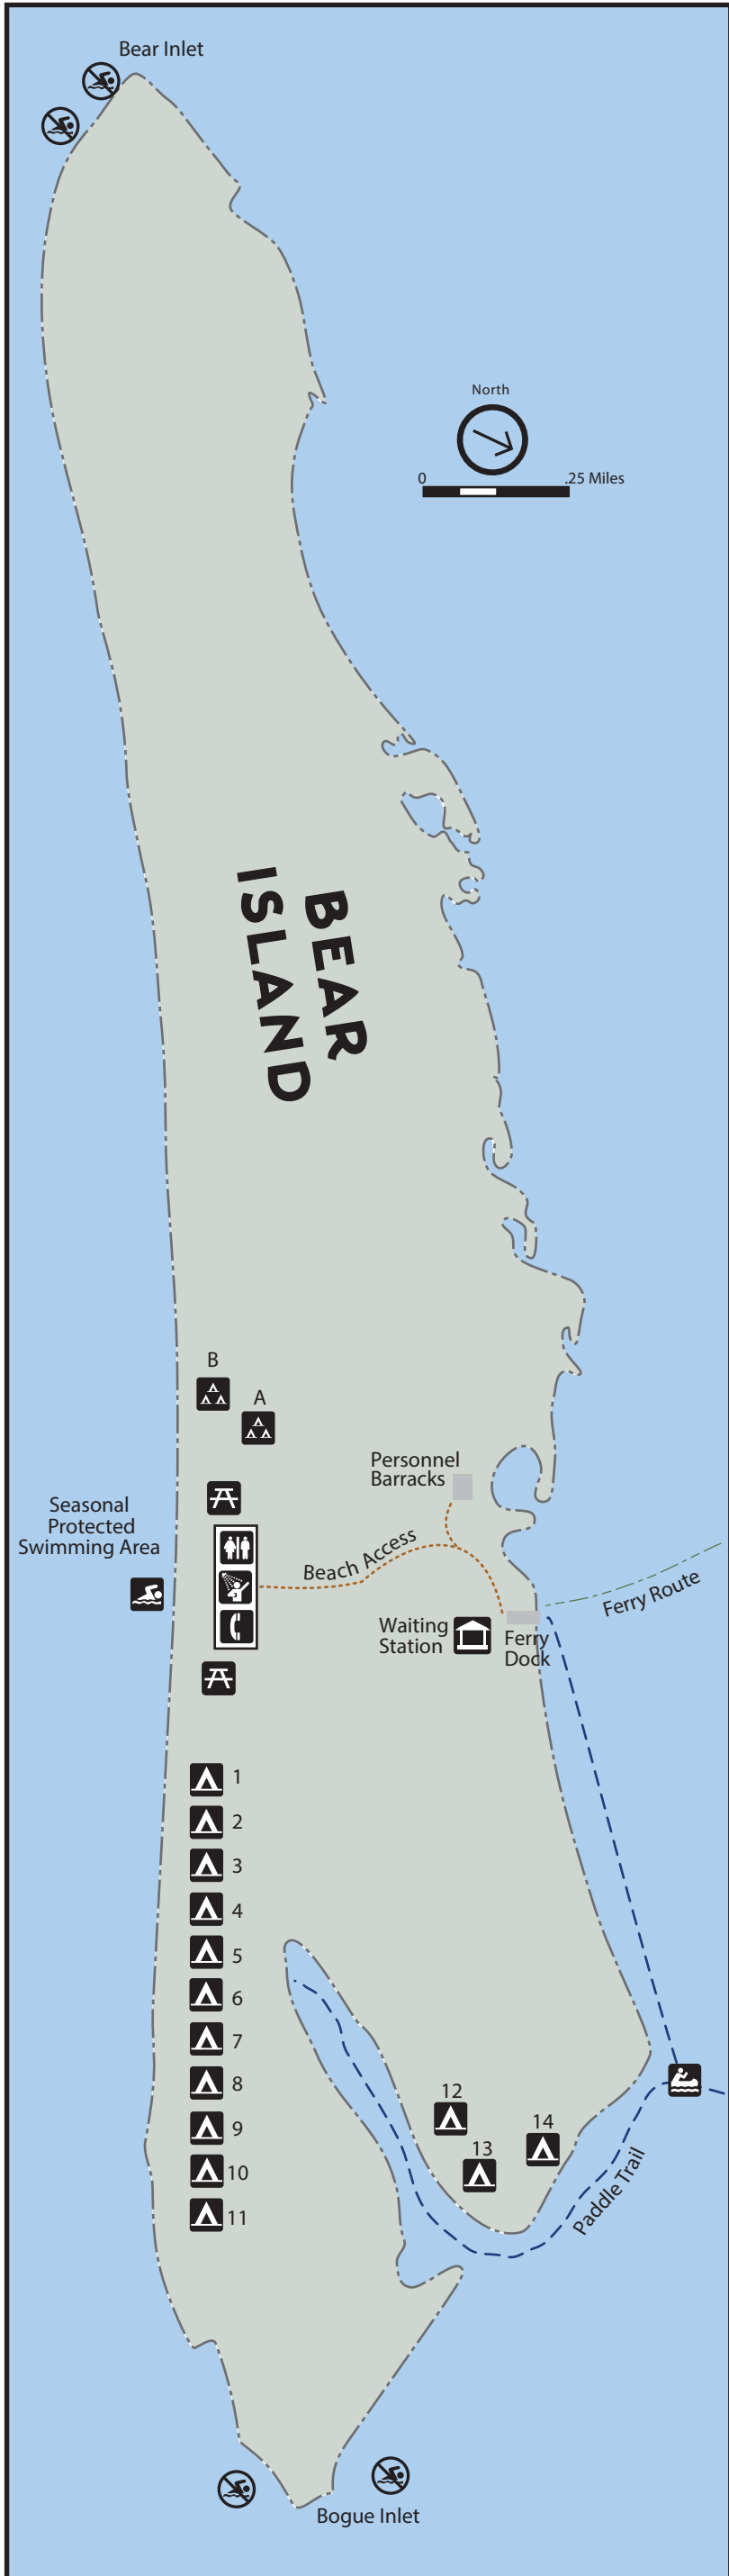 Bear Inlet
North
0
.25 Miles
BEAR
ISLAND
B
A
Personnel
Barracks
Seasonal
Protected
Swimming Area
Beach Access
Ferry Route
Waiting
Station
Ferry
Dock
1
2
3
4
5
6
7
8
9
10
11
12
13
14
Paddle Trail
Bogue Inlet